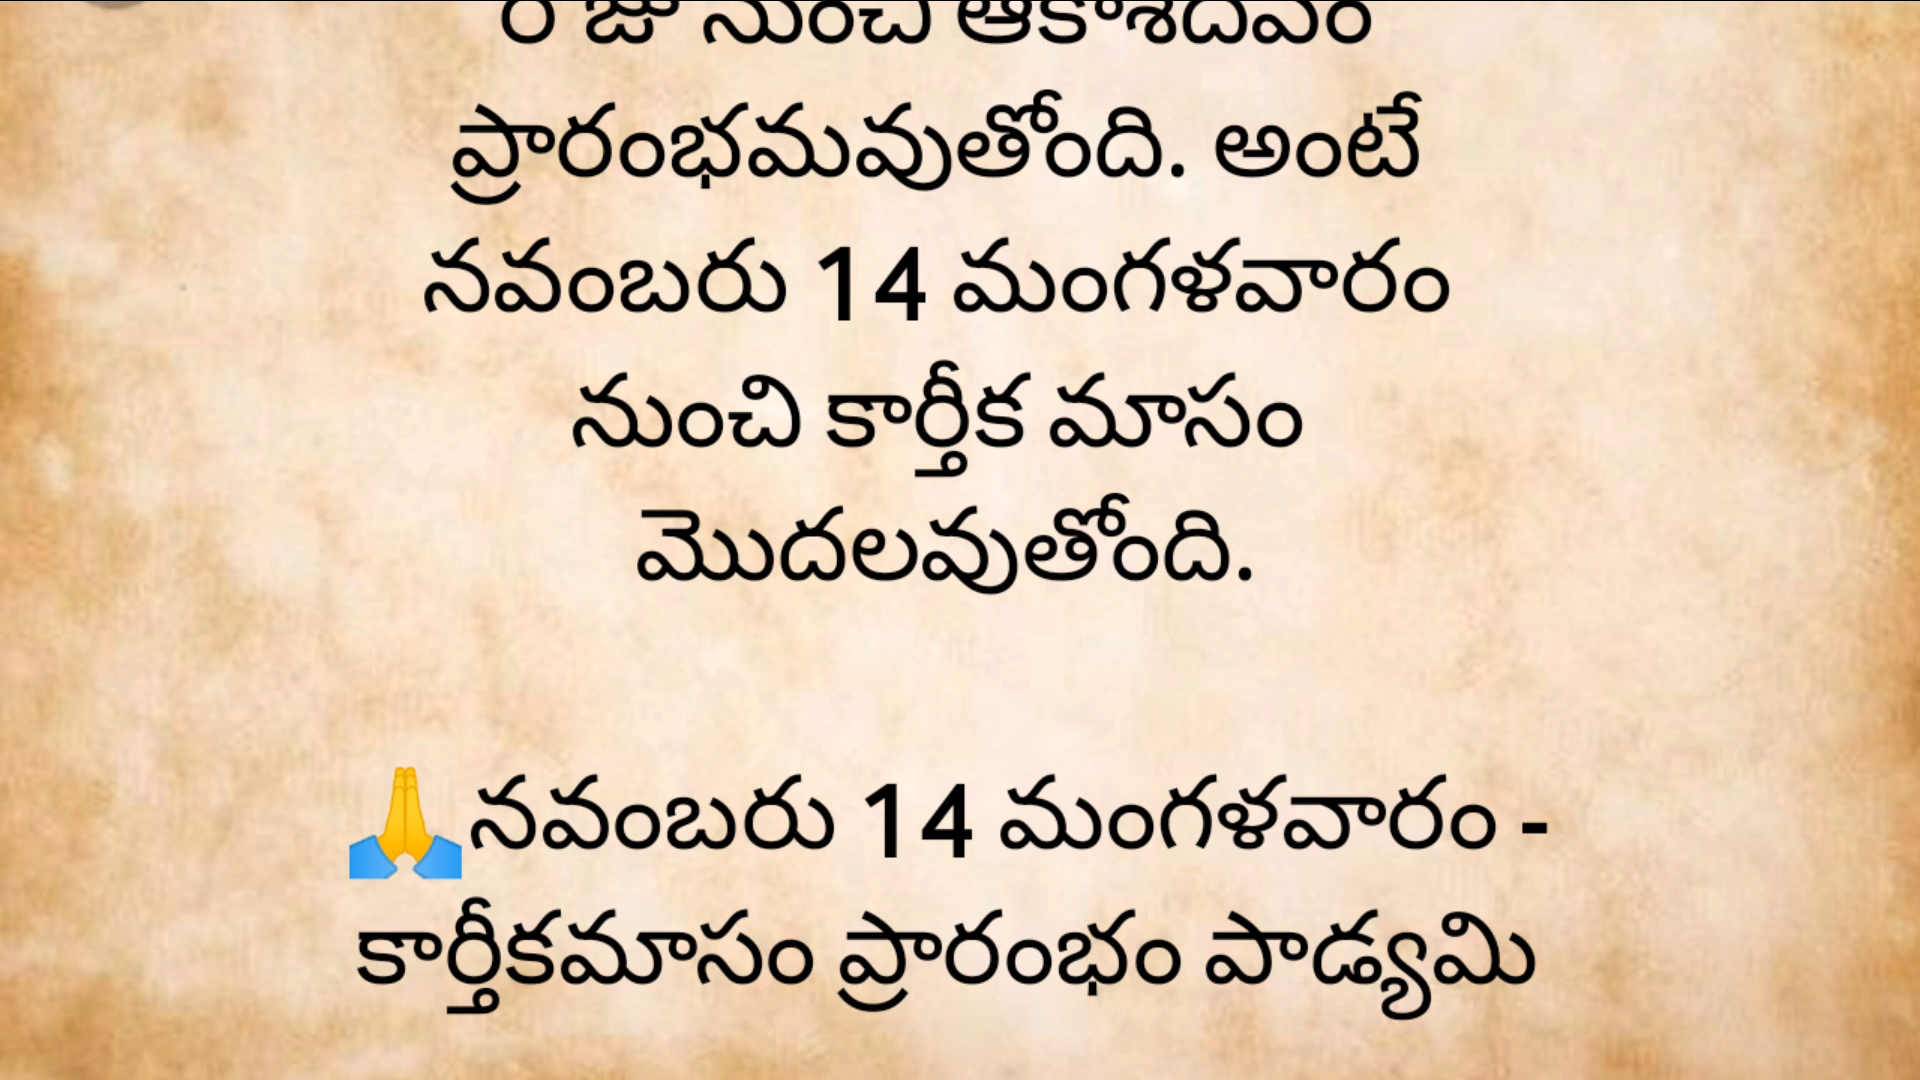 నుంచి
ప్రారంభమవుతోంది. అంటే
నవంబరు 14 మంగళవారం
నుంచి కార్తీక మాసం
మొదలవుతోంది.
🙏నవంబరు 14 మంగళవారం -
కార్తీకమాసం ప్రారంభం పాడ్యమి